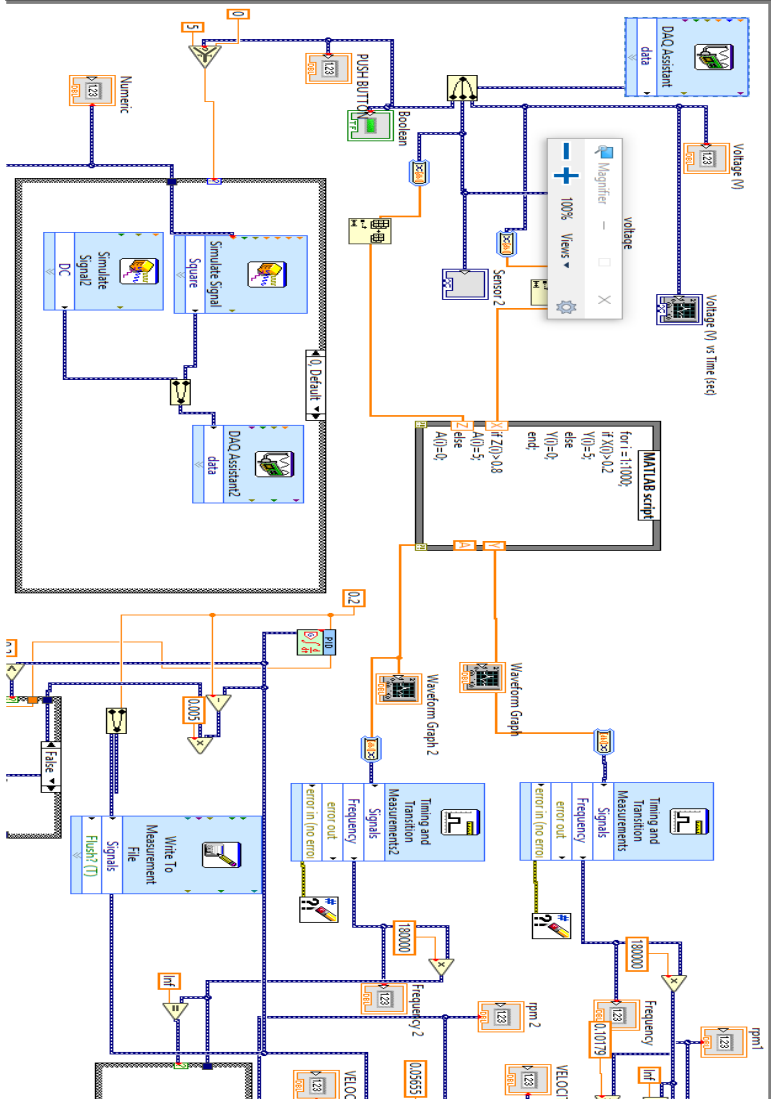 DAQ Assistant
data
Voltage (V)
Voltage (V) vs Time (sec)
voltage
Magnifier
100%
Views
Sensor 2
Boolean
PUSH BUTTO
0
5
Numeric
0, Default
Simulate Signal
Square
Simulate
Signal2
DC
DAQ Assistant2
data
MATLAB script
for i = 1:1000;
if X(i)>0.2
Y(i)=5;
else
Y(i)=0;
end;
if Z(i)>0.8
A(i)=5;
else
A(i)=0;
X
Z
Y
A
Waveform Graph
Waveform Graph 2
Timing and
Transition
Measurements
Signals
Frequency
error out
error in (no error
Timing and
Transition
Measurements2
Signals
Frequency
error out
error in (no error
180000
180000
Frequency
Frequency 2
rpm1
rpm 2
0.10179
0.05655
Inf
Inf
VELOCI
VELOC
0.2
PID
0.005
False
Write To
Measurement
File
Signals
Flush? (T)